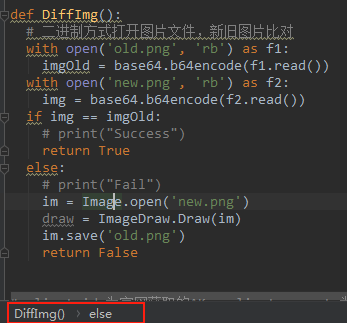 def DiffImg():
    # 二进制方式打开图片文件，新旧图片比对
    with open('old.png', 'rb') as f1:
        imgOld = base64.b64encode(f1.read())
    with open('new.png', 'rb') as f2:
        img = base64.b64encode(f2.read())
    if img == imgOld:
        # print("Success")
        return True
    else:
        # print("Fail")
        im = Image.open('new.png')
        draw = ImageDraw.Draw(im)
        im.save('old.png')
        return False
DiffImg() › else